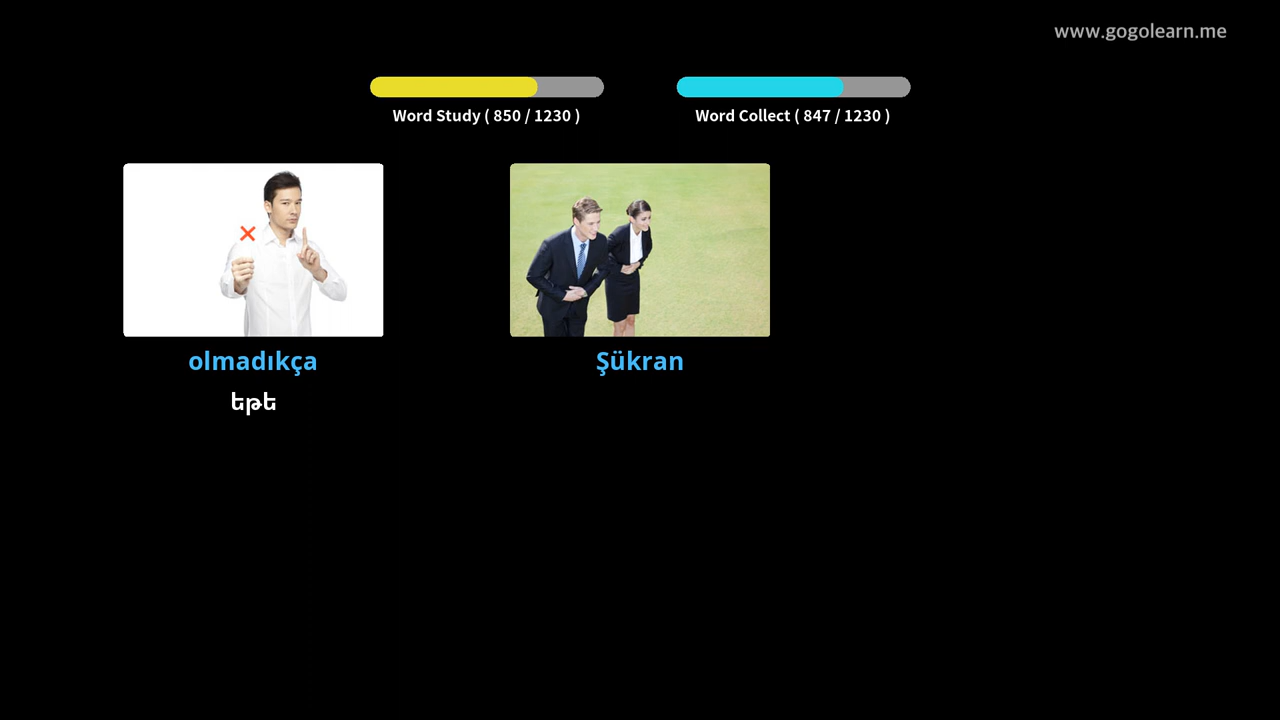 www.gogolearn.me
Word Study ( 850 / 1230 )
Word Collect ( 847 / 1230 )
olmadıkça
եթե
Şükran